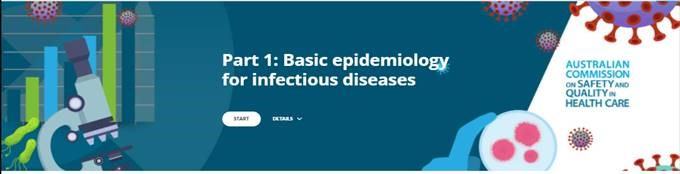 Part 1: Basic epidemiology
for infectious diseases
START
DETAILS
AUSTRALIAN
COMMISSION
ON SAFETY AND
QUALITY IN
HEALTH CARE